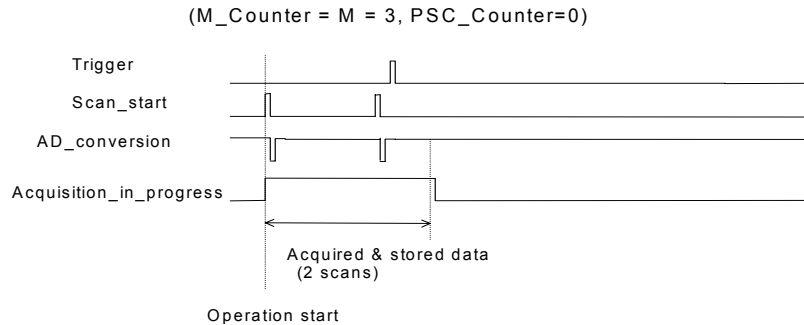 (M_Counter = M = 3, PSC_Counter=0)
Trigger
Scan_start
AD_conversion
Acquisition_in_progress
Acquired & stored data
(2 scans)
Operation start